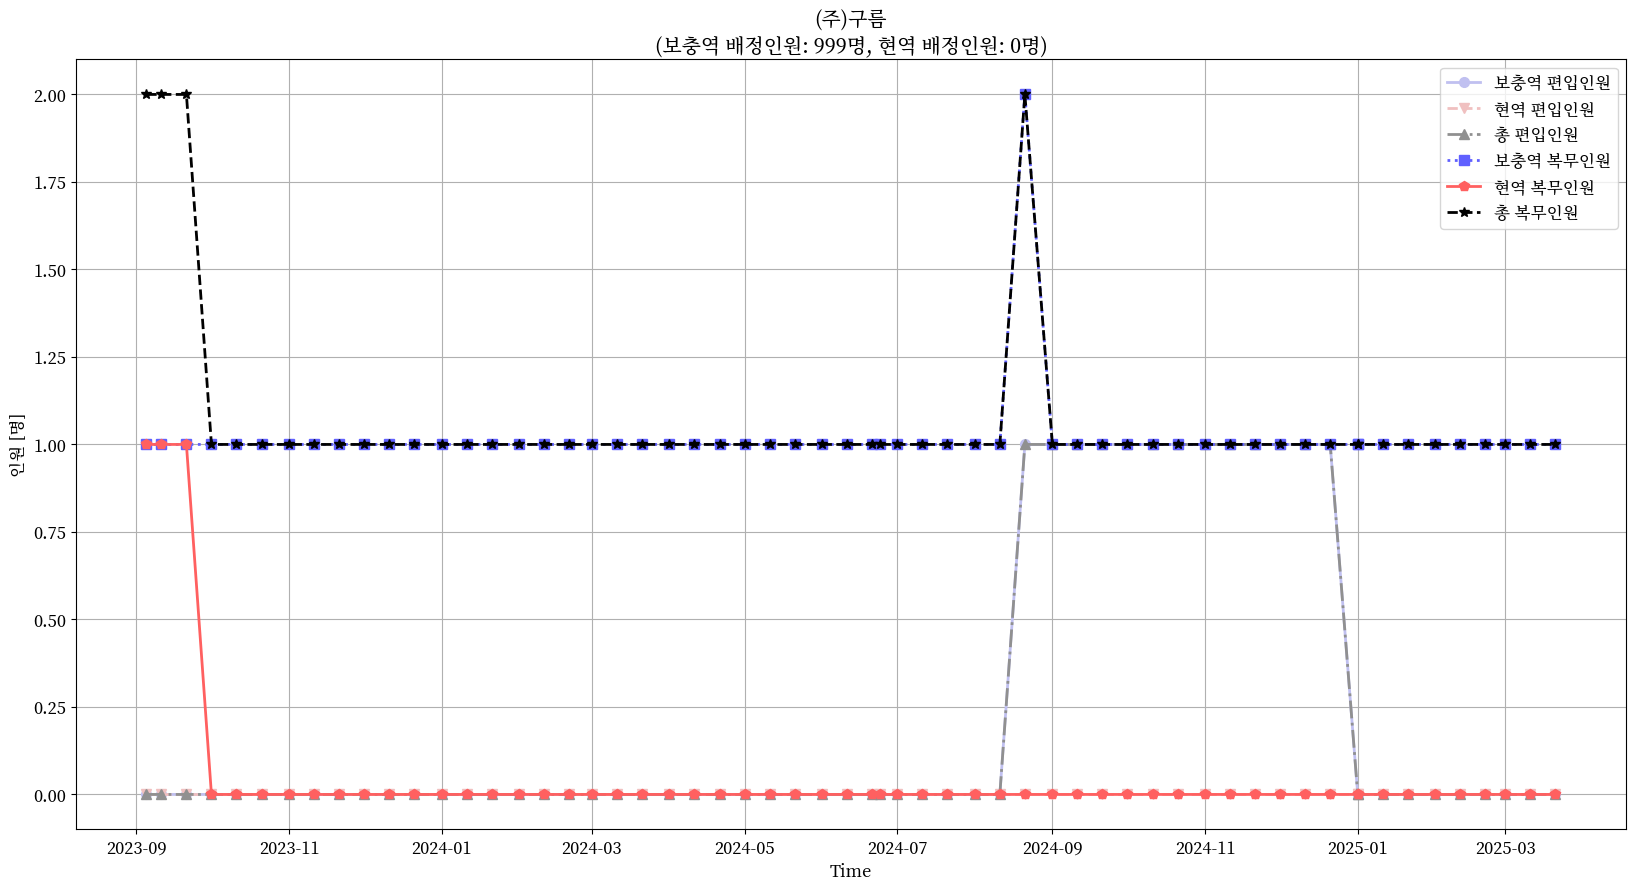 (주)구름
(보충역 배정인원: 999명, 현역 배정인원: 0명)
보충역 편입인원
현역 편입인원
총 편입인원
보충역 복무인원
현역 복무인원
총 복무인원
인원 [명]
2.00
1.75
1.50
1.25
1.00
0.75
0.50
0.25
0.00
2023-09
2023-11
2024-01
2024-03
2024-05
2024-07
2024-09
2024-11
2025-01
2025-03
Time